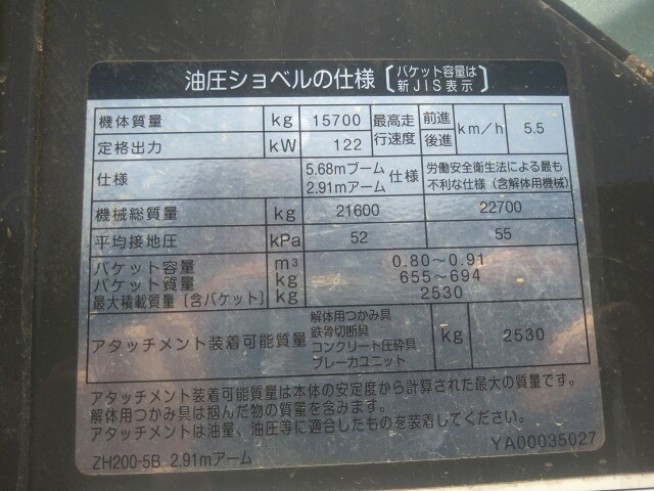 油圧ショベルの仕様〔バケット容量は新JIS表示〕
機体質量 kg 15700 最高走行速度 前進 後進 km/h 5.5
定格出力 kW 122
仕様 5.68mブーム 2.91mアーム 仕様 労働安全衛生法による最も不利な仕様（含解体用機械）
機械総質量 kg 21600 22700
平均接地圧 kPa 52 55
バケット容量 m³ 0.80～0.91
バケット質量 kg 655～694
最大積載質量〔含バケット〕 kg 2530
アタッチメント装着可能質量 解体用つかみ具 鉄骨切断具 コンクリート圧砕具 ブレーカユニット kg 2530
アタッチメント装着可能質量は本体の安定度から計算された最大の質量です。
解体用つかみ具は掴んだ物の質量を含みます。
アタッチメントは油量、油圧等に適合したものを装着してください。
YA00035027
ZH200-5B 2.91mアーム